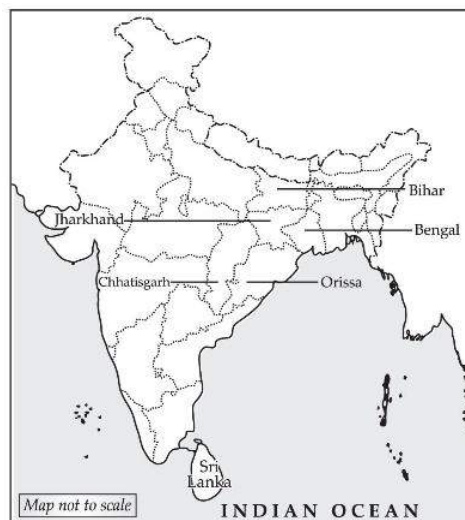 Bihar
Jharkhand
Bengal
Chhatisgarh
Orissa
Sri
Lanka
Map not to scale
INDIAN OCEAN